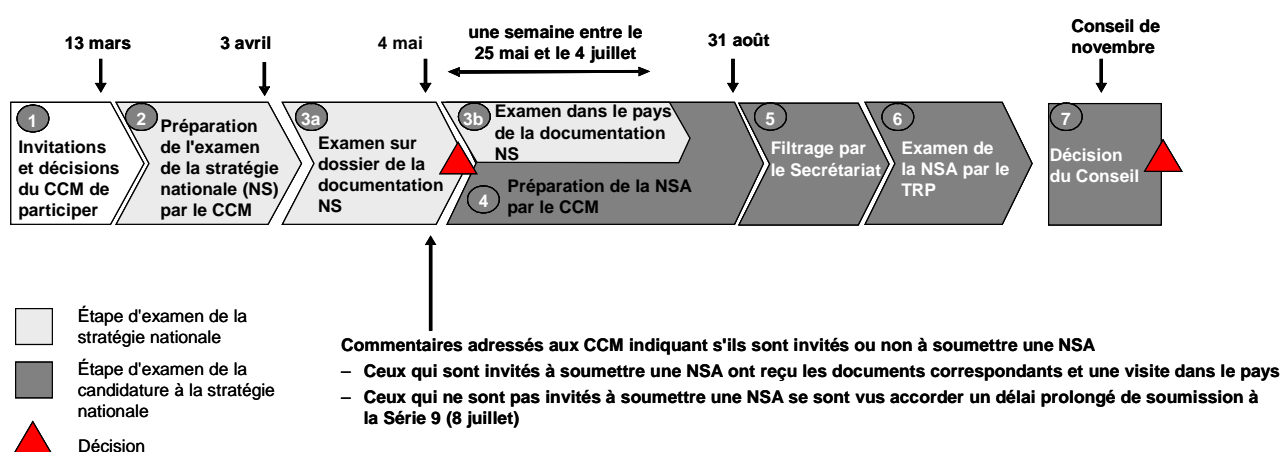 13 mars
3 avril
4 mai
une semaine entre le
25 mai et le 4 juillet
31 août
Conseil de
novembre
1
Invitations
et décisions
du CCM de
participer
2
Préparation
de l'examen
de la stratégie
nationale (NS)
par le CCM
3a
Examen sur
dossier de la
documentation
NS
3b
Examen dans le pays
de la documentation
NS
4
Préparation de la NSA
par le CCM
5
Filtrage par
le Secrétariat
6
Examen de
la NSA par le
TRP
7
Décision
du Conseil
Étape d'examen de la
stratégie nationale
Étape d'examen de la
candidature à la stratégie
nationale
Décision
Commentaires adressés aux CCM indiquant s'ils sont invités ou non à soumettre une NSA
– Ceux qui sont invités à soumettre une NSA ont reçu les documents correspondants et une visite dans le pays
– Ceux qui ne sont pas invités à soumettre une NSA se sont vus accorder un délai prolongé de soumission à
la Série 9 (8 juillet)